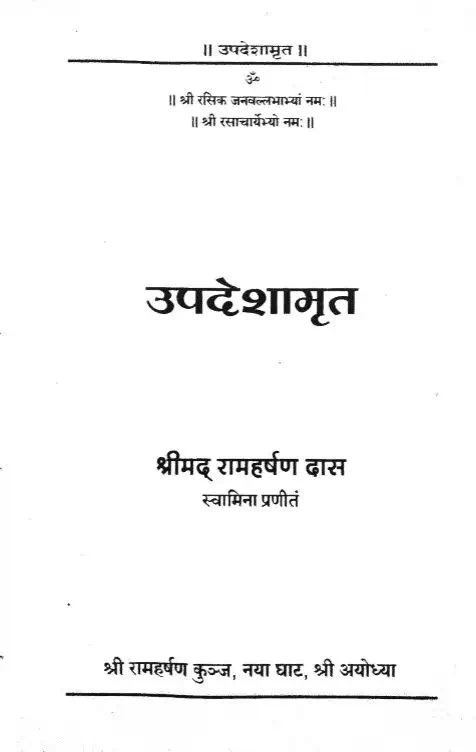 ॥ उपदेशामृत ॥
ॐ
॥ श्री रसिक जनवल्लभाभ्यां नमः ॥
॥ श्री रसाचार्येभ्यो नमः ॥
उपदेशामृत
श्रीमद् रामहर्षण दास
स्वामिना प्रणीतं
श्री रामहर्षण कुञ्ज, नया घाट, श्री अयोध्या